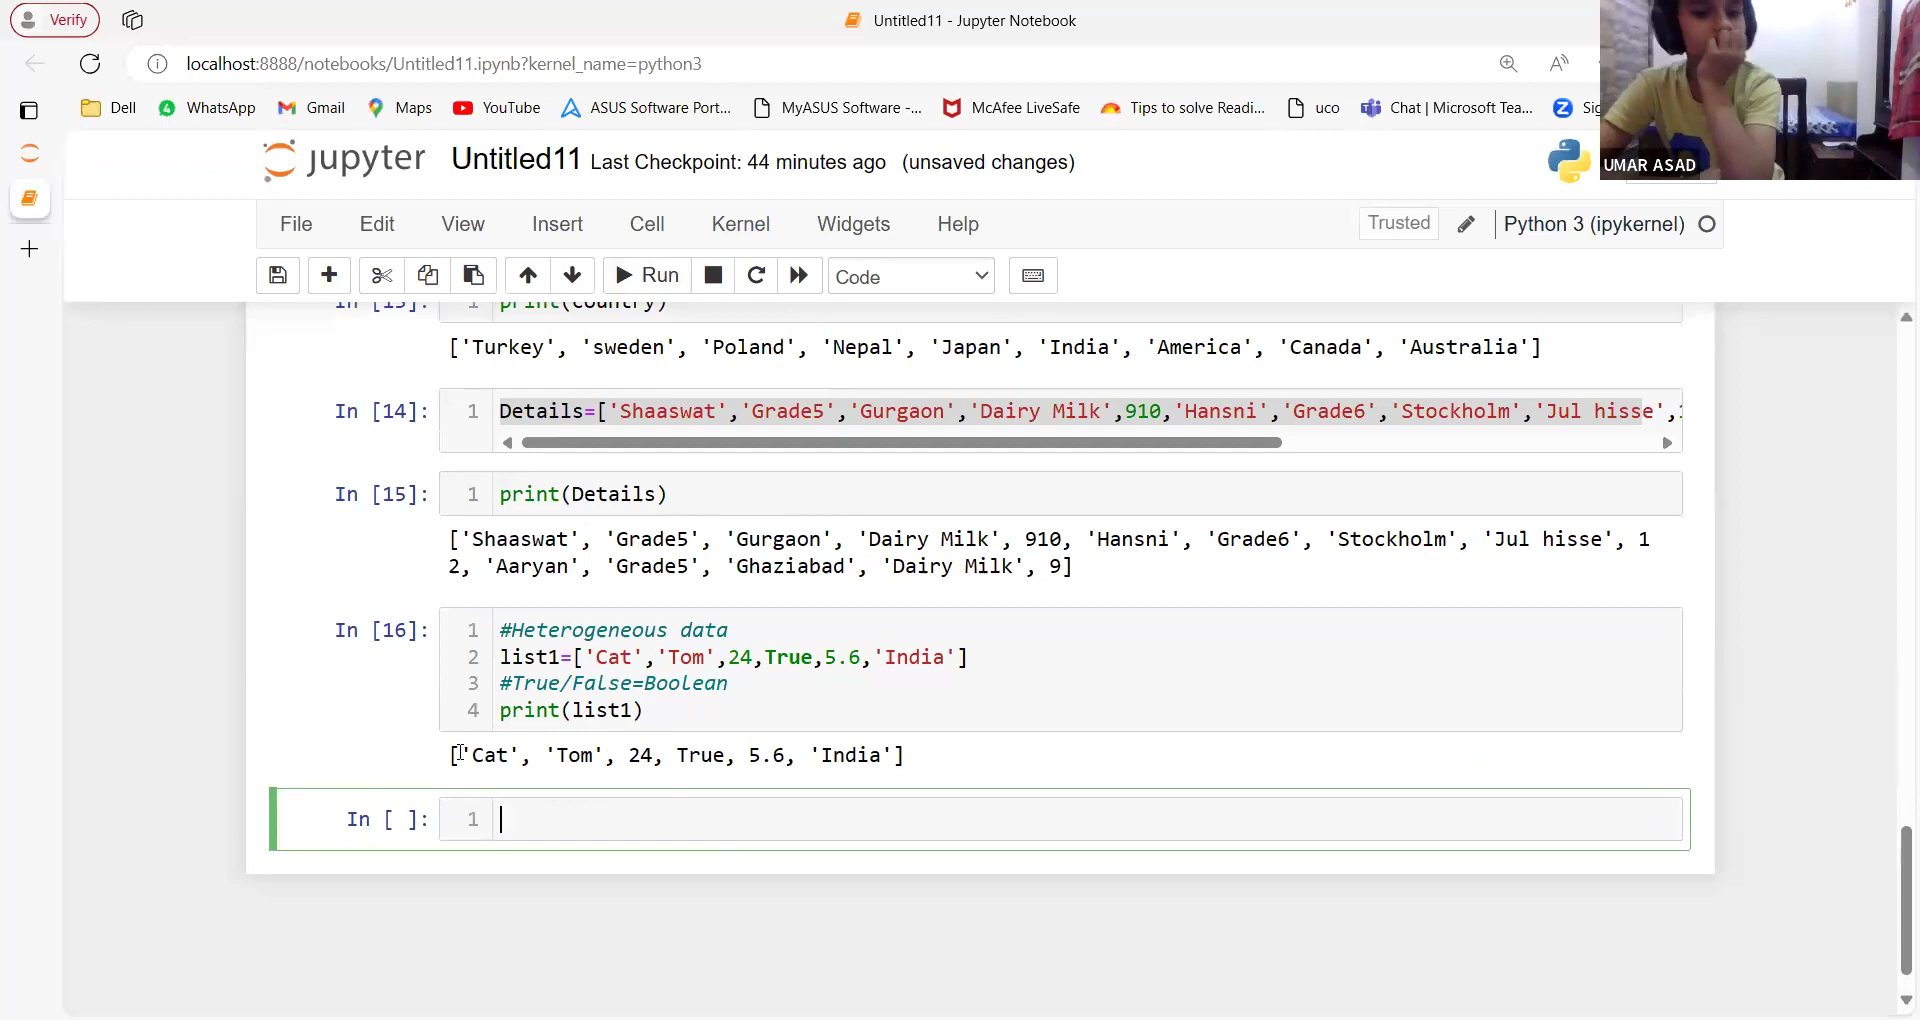 Verify
Untitled11 - Jupyter Notebook
localhost:8888/notebooks/Untitled11.ipynb?kernel_name=python3
Dell WhatsApp Gmail Maps YouTube ASUS Software Port... MyASUS Software -... McAfee LiveSafe Tips to solve Readi... uco Chat | Microsoft Tea...
UMAR ASAD
jupyter Untitled11 Last Checkpoint: 44 minutes ago (unsaved changes)
File Edit View Insert Cell Kernel Widgets Help Trusted Python 3 (ipykernel)
Run Code
print(country)
['Turkey', 'sweden', 'Poland', 'Nepal', 'Japan', 'India', 'America', 'Canada', 'Australia']
In [14]: 1 Details=['Shaaswat','Grade5','Gurgaon','Dairy Milk',910,'Hansni','Grade6','Stockholm','Jul hisse',
In [15]: 1 print(Details)
['Shaaswat', 'Grade5', 'Gurgaon', 'Dairy Milk', 910, 'Hansni', 'Grade6', 'Stockholm', 'Jul hisse', 1
2, 'Aaryan', 'Grade5', 'Ghaziabad', 'Dairy Milk', 9]
In [16]: 1 #Heterogeneous data
2 list1=['Cat','Tom',24,True,5.6,'India']
3 #True/False=Boolean
4 print(list1)
['Cat', 'Tom', 24, True, 5.6, 'India']
In [ ]: 1